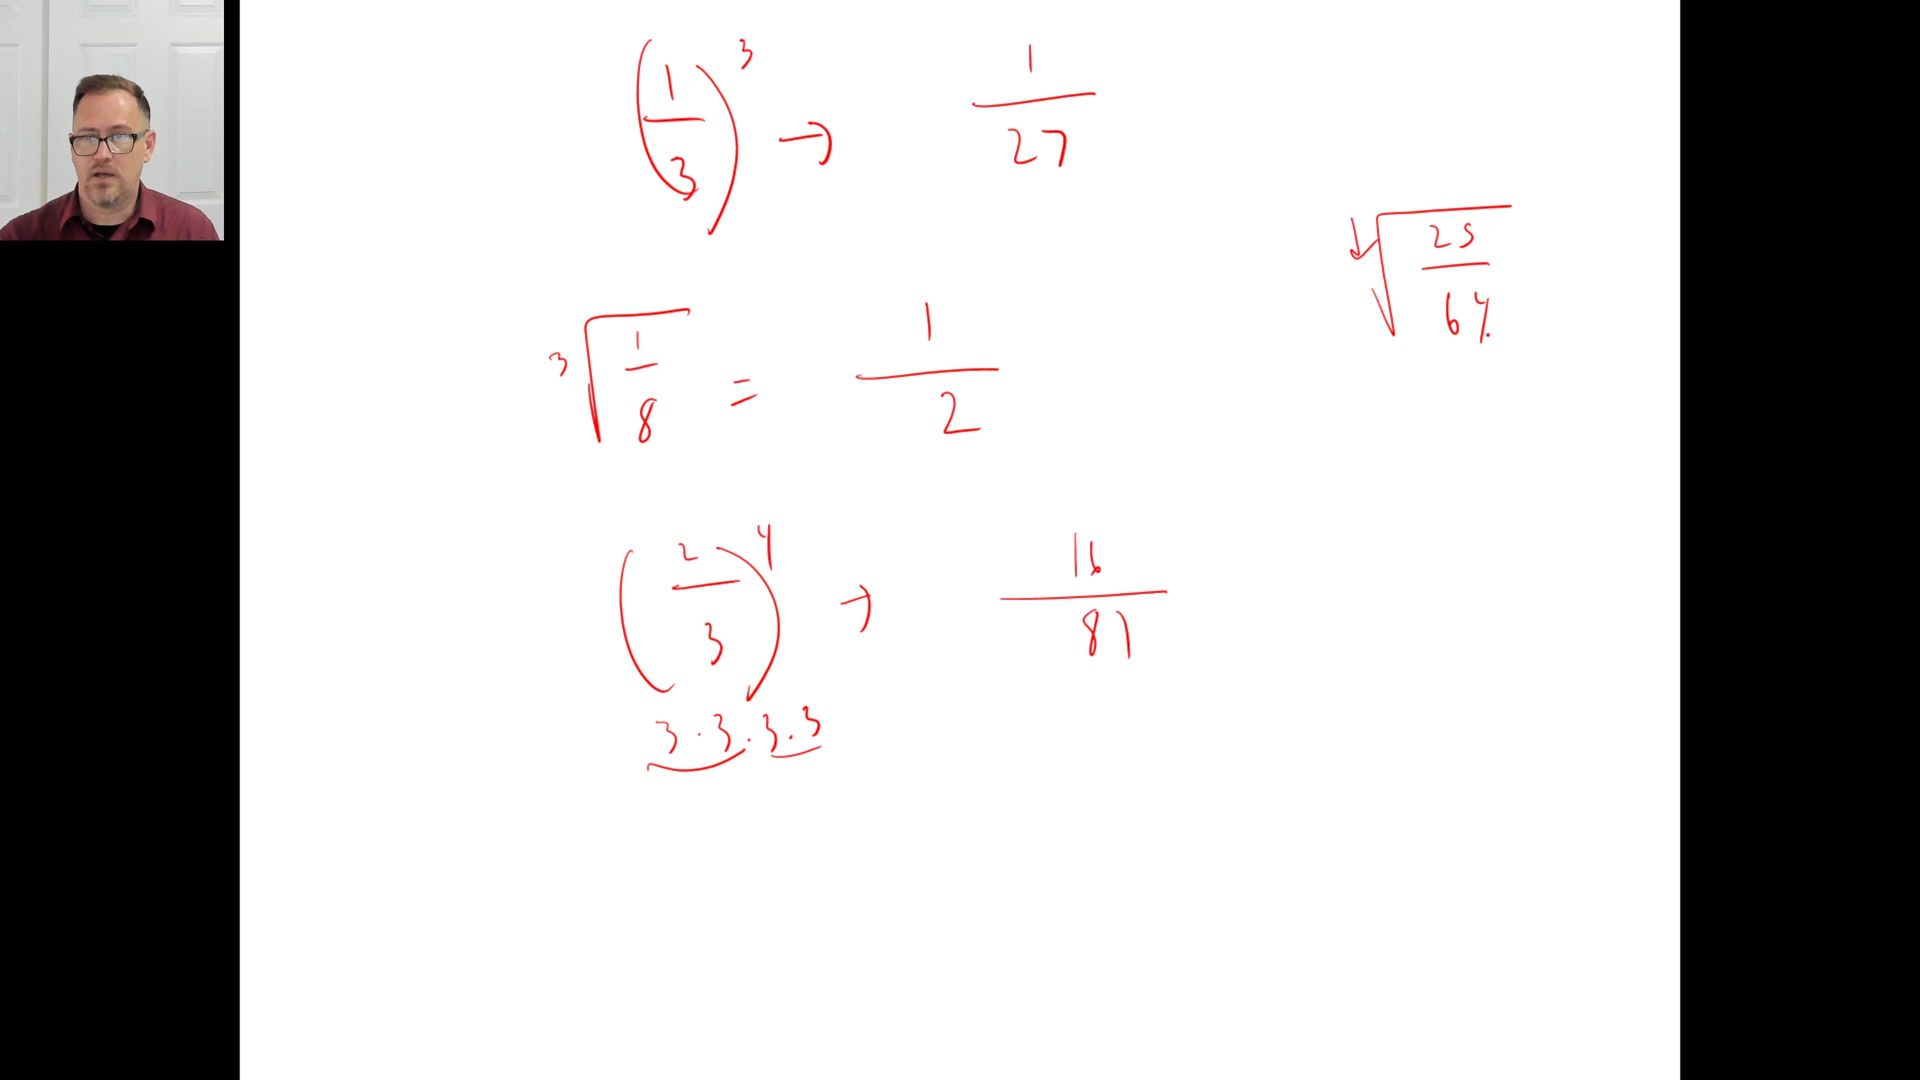 (1/3)^3 → 1/27
√(25/64)
∛(1/8) = 1/2
(2/3)^4 → 16/81
3·3·3·3